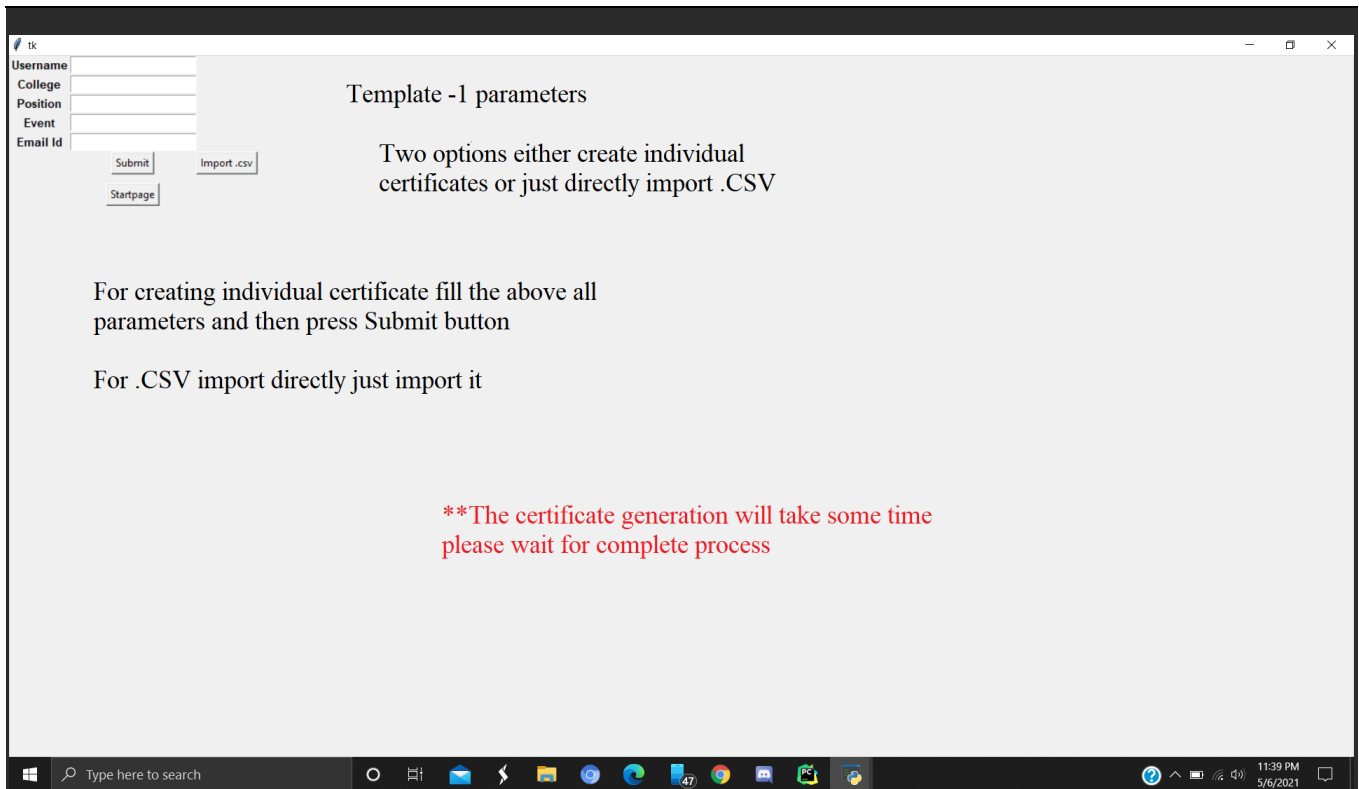 tk
Username
College
Position
Event
Email Id
Submit
Import .csv
Startpage
Template -1 parameters
Two options either create individual
certificates or just directly import .CSV
For creating individual certificate fill the above all
parameters and then press Submit button
For .CSV import directly just import it
**The certificate generation will take some time
please wait for complete process
Type here to search
47
PC
11:39 PM
5/6/2021